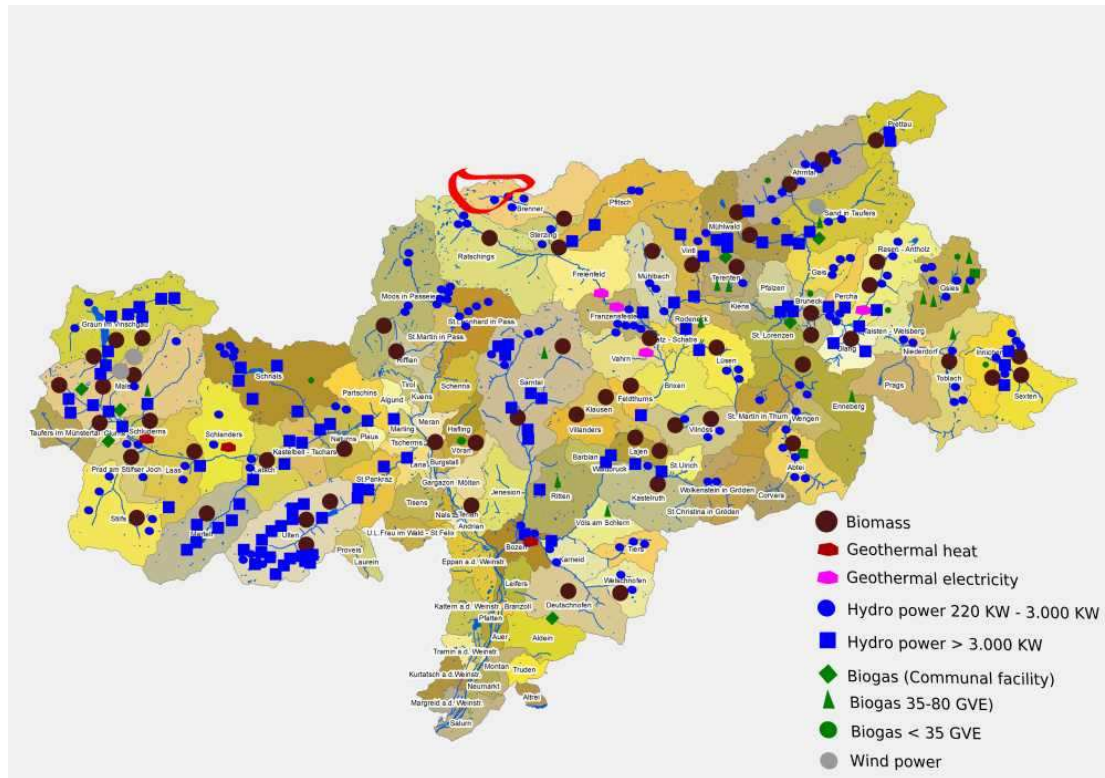 Prettau
Ahrntal
Sand in Taufers
Pfitsch
Brenner
Mühlwald
Sterzing
Ratschings
Vintl
Rasen - Antholz
Freienfeld
Mühlbach
Terenten
Gais
Pfalzen
Gsies
Moos in Passeier
Kiens
Bruneck
Percha
Franzensfeste
Rodeneck
St.Leonhard in Pass.
Graun im Vinschgau
St.Martin in Pass.
St. Lorenzen
Olang
Niederdorf
Innichen
Vahrn
Lüsen
Toblach
Riffian
Schnals
Sarntal
Brixen
Prags
Sexten
Partschins
Tirol
Schenna
Feldthurns
Algund
Kuens
Klausen
Enneberg
St. Martin in Thurn
Wengen
Schluderns
Schlanders
Plaus
Marling
Meran
Hafling
Villanders
Villnöss
Taufers im Münstertal
Naturns
Tscherms
Vöran
Lajen
Abtei
Kastelbell - Tschars
Burgstall
Barbian
Waidbruck
St.Ulrich
Prad am Stilfser Joch
Laas
Latsch
Lana
St.Pankraz
Gargazon
Mölten
Jenesien
Ritten
Kastelruth
Wolkenstein in Gröden
Corvara
Tisens
St.Christina in Gröden
Stilfs
Martell
Ulten
Nals
Terlan
Andrian
Völs am Schlern
U.L.Frau im Wald - St.Felix
Proveis
Laurein
Bozen
Karneid
Tiers
Eppan a.d. Weinstr.
Leifers
Welschnofen
Deutschnofen
Kaltern a.d. Weinstr.
Branzoll
Pfatten
Auer
Aldein
Tramin a.d. Weinstr.
Montan
Truden
Kurtatsch a.d.Weinstr.
Neumarkt
Altrei
Margreid a.d. Weinstr.
Salurn
Biomass
Geothermal heat
Geothermal electricity
Hydro power 220 KW - 3.000 KW
Hydro power > 3.000 KW
Biogas (Communal facility)
Biogas 35-80 GVE)
Biogas < 35 GVE
Wind power